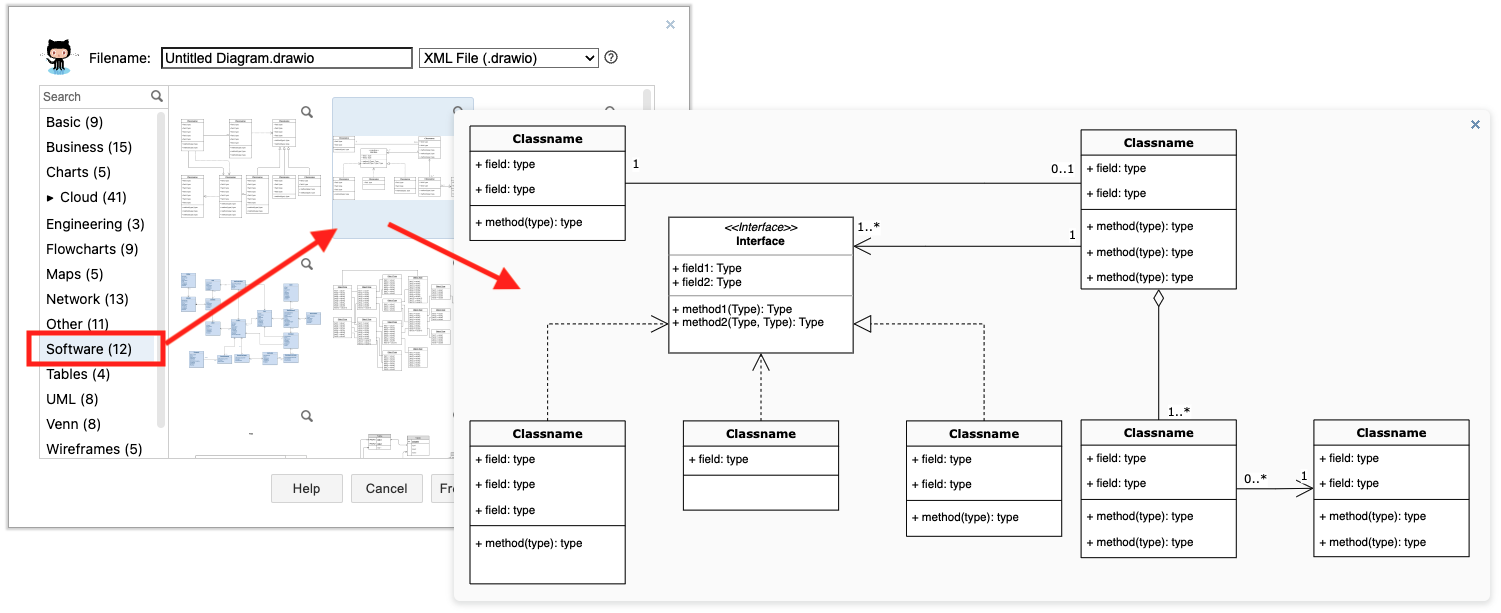 Filename:
Untitled Diagram.drawio
XML File (.drawio)
?
Search
Basic (9)
Business (15)
Charts (5)
Cloud (41)
Engineering (3)
Flowcharts (9)
Maps (5)
Network (13)
Other (11)
Software (12)
Tables (4)
UML (8)
Venn (8)
Wireframes (5)
Help
Cancel
Classname
+ field: type
+ field: type
+ method(type): type
1
0..1
Classname
+ field: type
+ field: type
+ method(type): type
+ method(type): type
+ method(type): type
<<Interface>>
Interface
+ field1: Type
+ field2: Type
+ method1(Type): Type
+ method2(Type, Type): Type
1..*
1
1..*
Classname
+ field: type
+ field: type
+ field: type
+ method(type): type
Classname
+ field: type
Classname
+ field: type
+ field: type
+ method(type): type
Classname
+ field: type
+ field: type
+ method(type): type
+ method(type): type
0..*
1
Classname
+ field: type
+ field: type
+ method(type): type
+ method(type): type